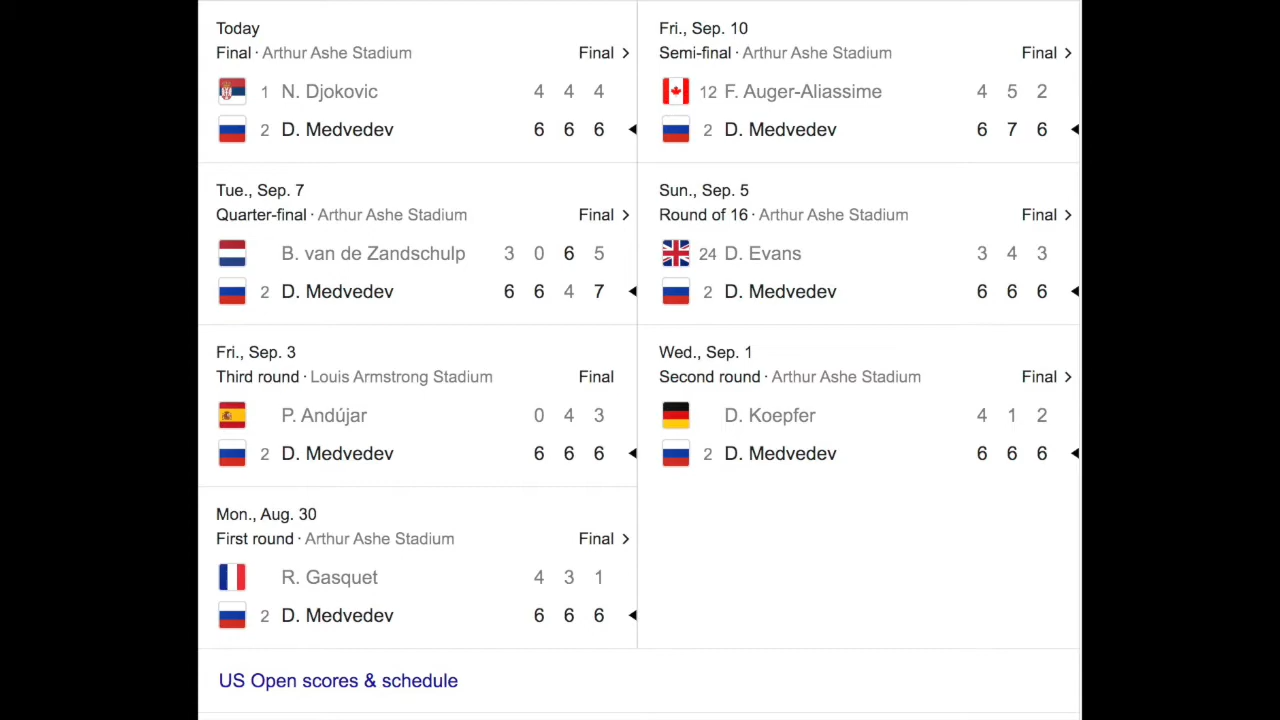 Today
Final · Arthur Ashe Stadium Final >
1 N. Djokovic 4 4 4
2 D. Medvedev 6 6 6
Fri., Sep. 10
Semi-final · Arthur Ashe Stadium Final >
12 F. Auger-Aliassime 4 5 2
2 D. Medvedev 6 7 6
Tue., Sep. 7
Quarter-final · Arthur Ashe Stadium Final >
B. van de Zandschulp 3 0 6 5
2 D. Medvedev 6 6 4 7
Sun., Sep. 5
Round of 16 · Arthur Ashe Stadium Final >
24 D. Evans 3 4 3
2 D. Medvedev 6 6 6
Fri., Sep. 3
Third round · Louis Armstrong Stadium Final
P. Andújar 0 4 3
2 D. Medvedev 6 6 6
Wed., Sep. 1
Second round · Arthur Ashe Stadium Final >
D. Koepfer 4 1 2
2 D. Medvedev 6 6 6
Mon., Aug. 30
First round · Arthur Ashe Stadium Final >
R. Gasquet 4 3 1
2 D. Medvedev 6 6 6
US Open scores & schedule